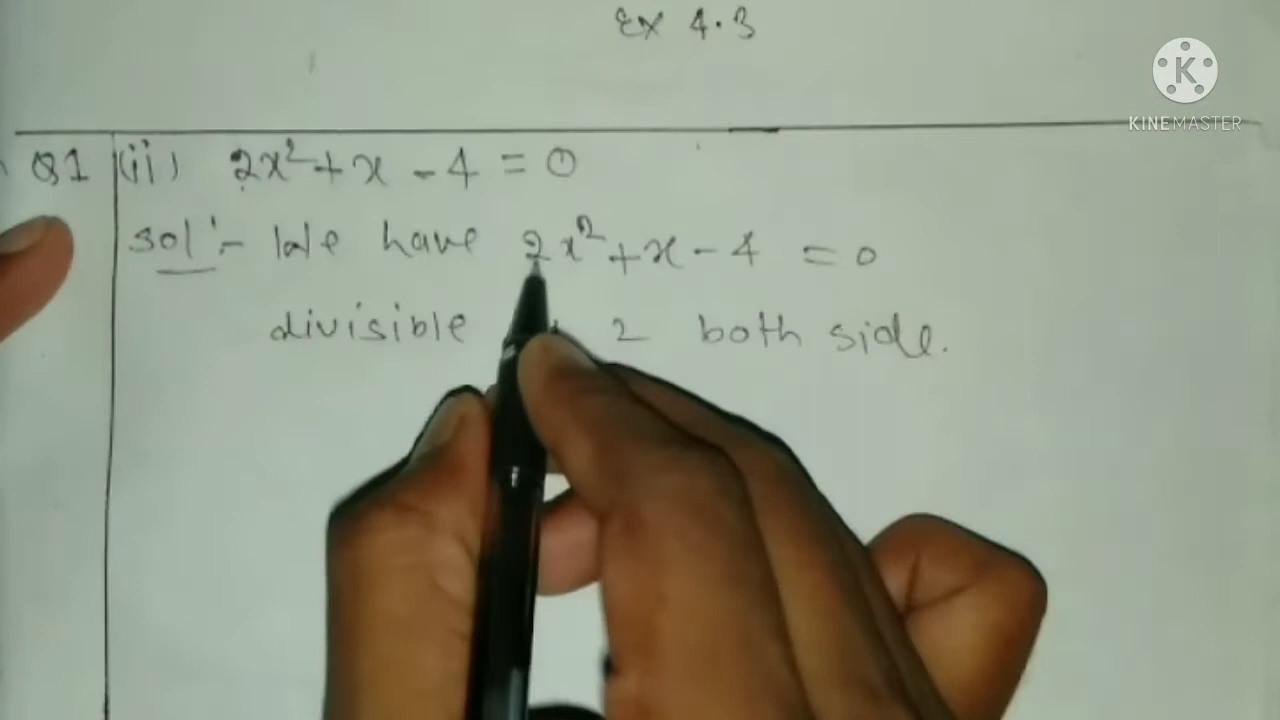 Ex 4.3
K
KINEMASTER
Q1 (ii) 2x²+x-4=0
Sol':- We have 2x²+x-4=0
divisible 2 both side.